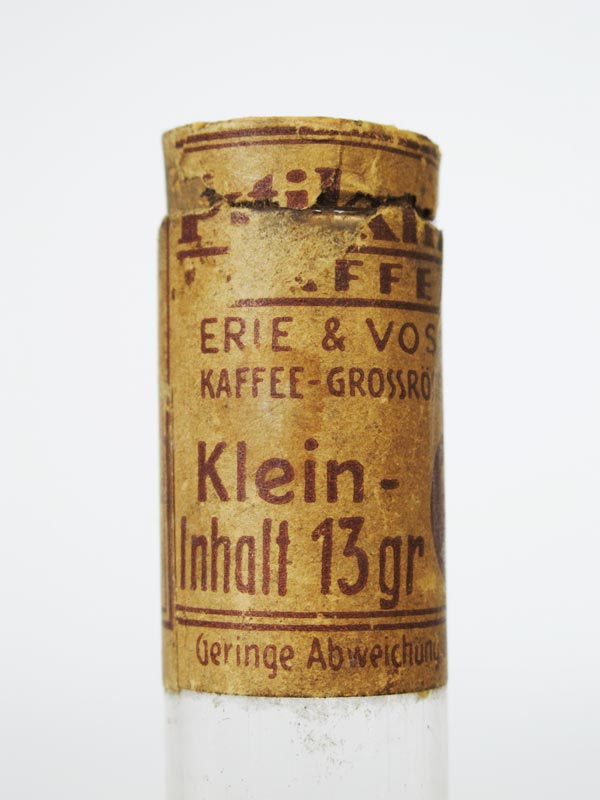 ERIE & VOS
KAFFEE-GROSSRÖ
Klein-
Inhalt 13gr
Geringe Abweichung